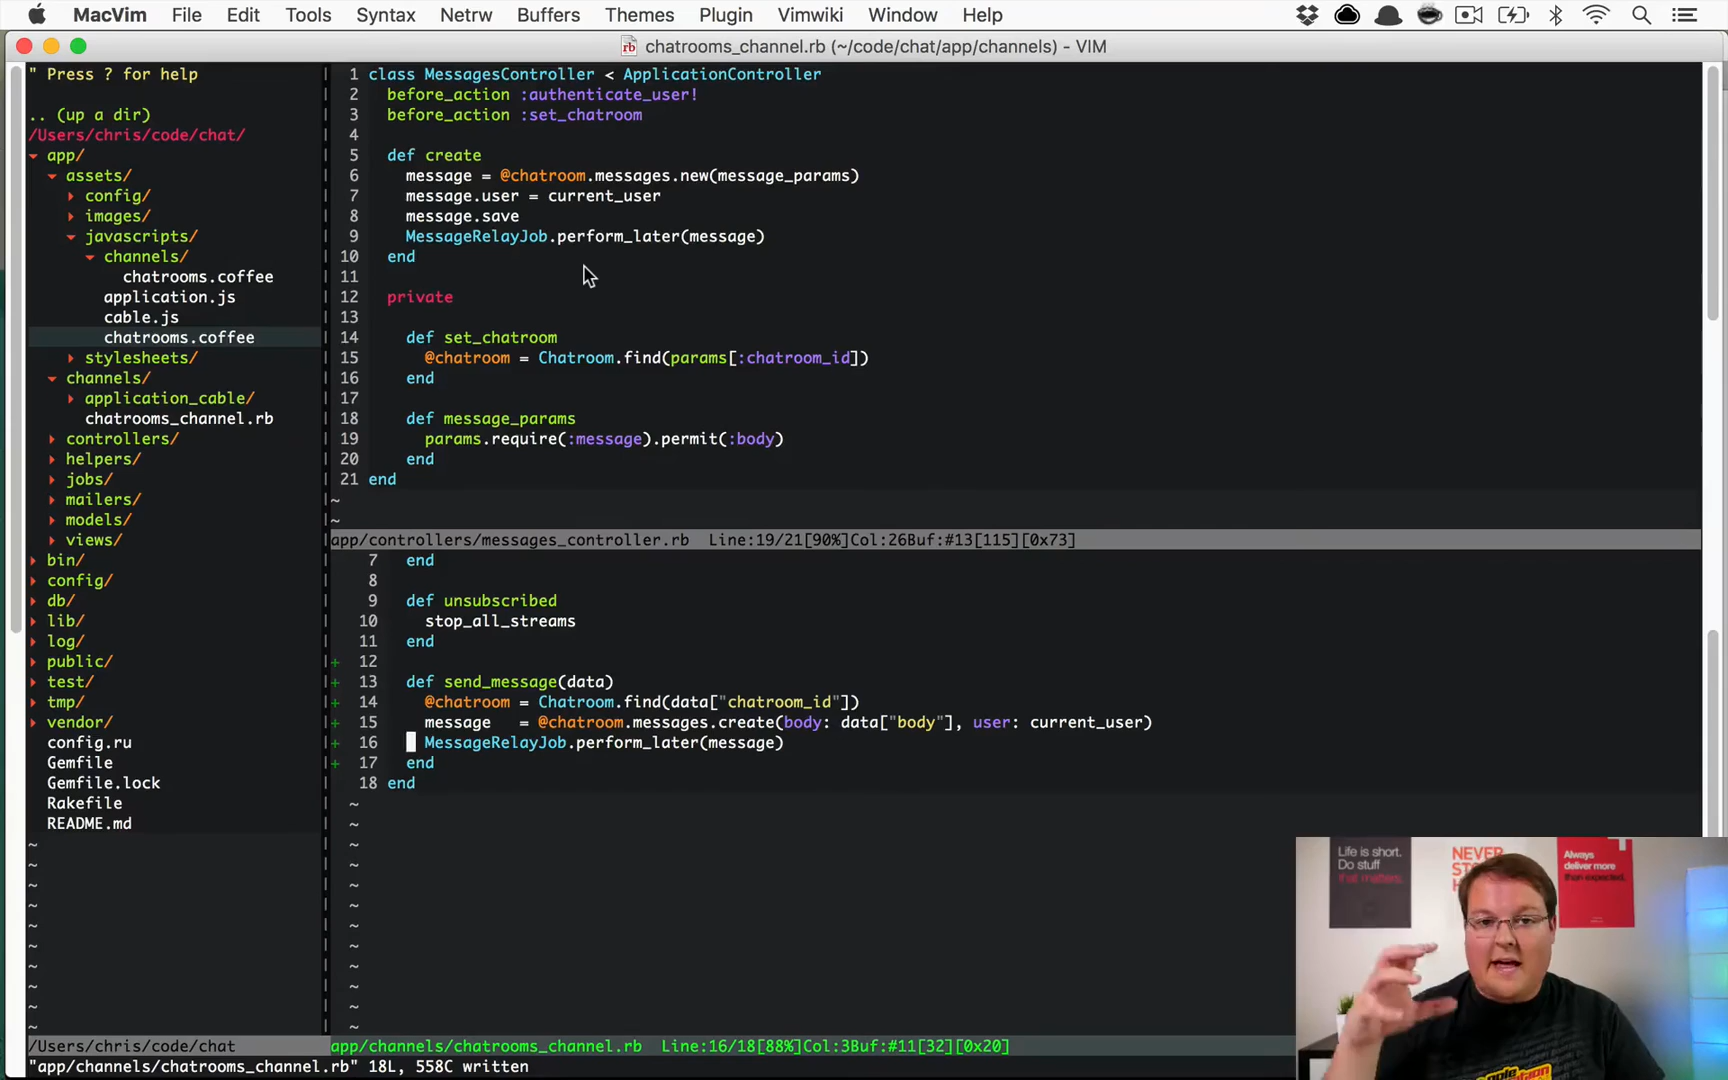 MacVim File Edit Tools Syntax Netrw Buffers Themes Plugin Vimwiki Window Help
chatrooms_channel.rb (~/code/chat/app/channels) - VIM
" Press ? for help
.. (up a dir)
/Users/chris/code/chat/
app/
assets/
config/
images/
javascripts/
channels/
chatrooms.coffee
application.js
cable.js
chatrooms.coffee
stylesheets/
channels/
application_cable/
chatrooms_channel.rb
controllers/
helpers/
jobs/
mailers/
models/
views/
bin/
config/
db/
lib/
log/
public/
test/
tmp/
vendor/
config.ru
Gemfile
Gemfile.lock
Rakefile
README.md
~
~
~
~
~
~
~
~
~
/Users/chris/code/chat
1 class MessagesController < ApplicationController
2 before_action :authenticate_user!
3 before_action :set_chatroom
4
5 def create
6 message = @chatroom.messages.new(message_params)
7 message.user = current_user
8 message.save
9 MessageRelayJob.perform_later(message)
10 end
11
12 private
13
14 def set_chatroom
15 @chatroom = Chatroom.find(params[:chatroom_id])
16 end
17
18 def message_params
19 params.require(:message).permit(:body)
20 end
21 end
~
~
app/controllers/messages_controller.rb Line:19/21[90%]Col:26Buf:#13[115][0x73]
7 end
8
9 def unsubscribed
10 stop_all_streams
11 end
+ 12
+ 13 def send_message(data)
+ 14 @chatroom = Chatroom.find(data["chatroom_id"])
+ 15 message = @chatroom.messages.create(body: data["body"], user: current_user)
+ 16 MessageRelayJob.perform_later(message)
+ 17 end
18 end
~
~
~
~
~
~
~
~
~
~
~
~
app/channels/chatrooms_channel.rb Line:16/18[88%]Col:3Buf:#11[32][0x20]
"app/channels/chatrooms_channel.rb" 18L, 558C written
Life is short.
Do stuff
that matters.
NEVER
Always
deliver more
than expected.